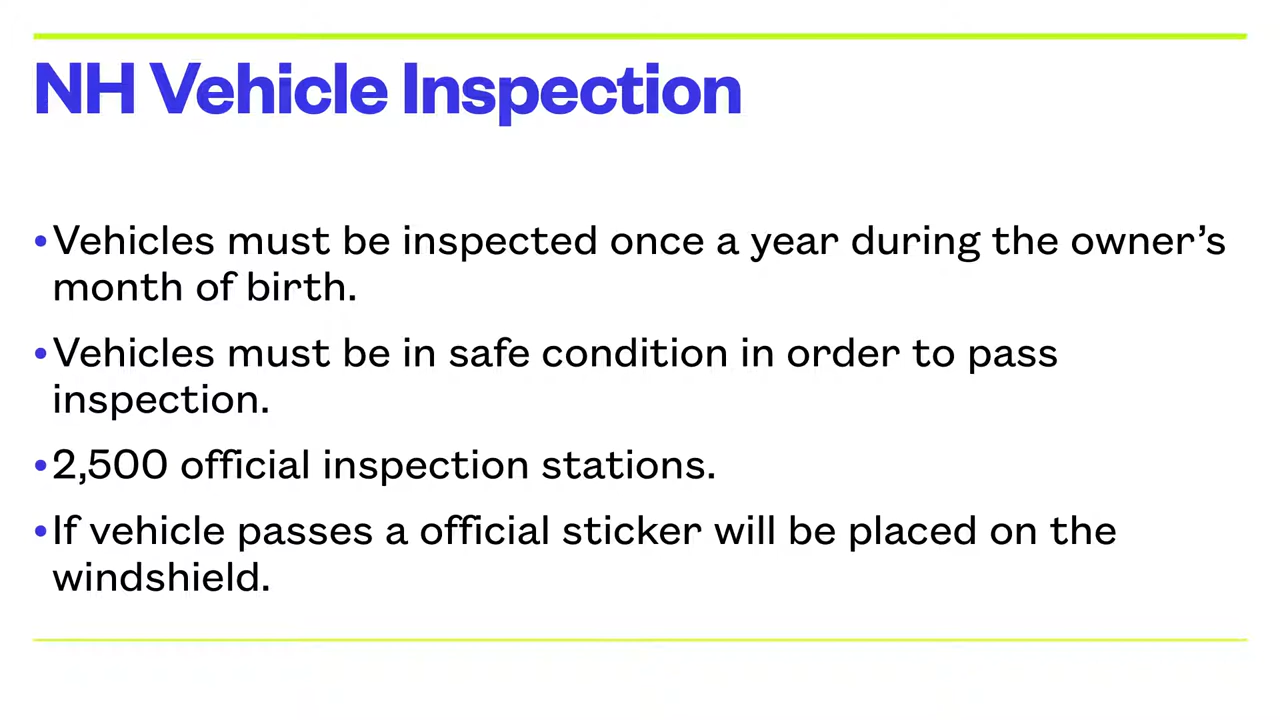 NH Vehicle Inspection
•Vehicles must be inspected once a year during the owner’s
month of birth.
•Vehicles must be in safe condition in order to pass
inspection.
•2,500 official inspection stations.
•If vehicle passes a official sticker will be placed on the
windshield.